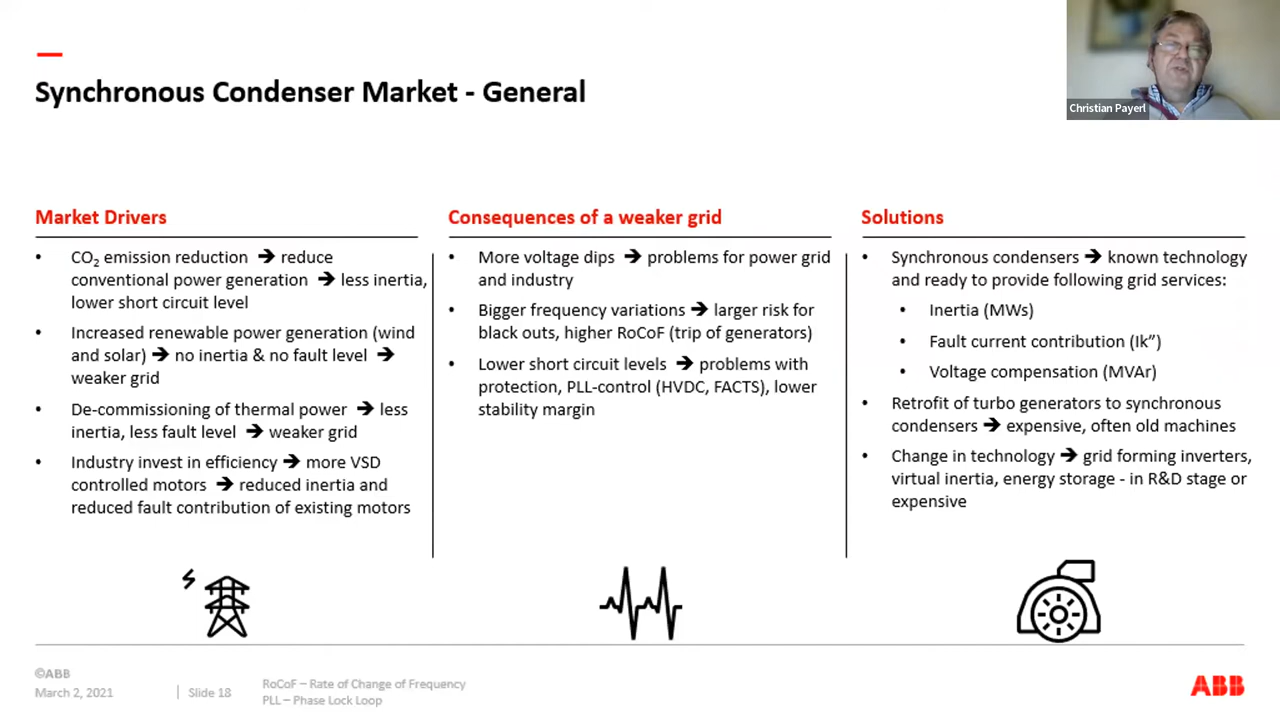 Synchronous Condenser Market - General
Christian Payerl
Market Drivers
• CO₂ emission reduction ➔ reduce
conventional power generation ➔ less inertia,
lower short circuit level
• Increased renewable power generation (wind
and solar) ➔ no inertia & no fault level ➔
weaker grid
• De-commissioning of thermal power ➔ less
inertia, less fault level ➔ weaker grid
• Industry invest in efficiency ➔ more VSD
controlled motors ➔ reduced inertia and
reduced fault contribution of existing motors
Consequences of a weaker grid
• More voltage dips ➔ problems for power grid
and industry
• Bigger frequency variations ➔ larger risk for
black outs, higher RoCoF (trip of generators)
• Lower short circuit levels ➔ problems with
protection, PLL-control (HVDC, FACTS), lower
stability margin
Solutions
• Synchronous condensers ➔ known technology
and ready to provide following grid services:
• Inertia (MWs)
• Fault current contribution (Ik”)
• Voltage compensation (MVAr)
• Retrofit of turbo generators to synchronous
condensers ➔ expensive, often old machines
• Change in technology ➔ grid forming inverters,
virtual inertia, energy storage - in R&D stage or
expensive
©ABB
March 2, 2021 | Slide 18
RoCoF – Rate of Change of Frequency
PLL – Phase Lock Loop
ABB